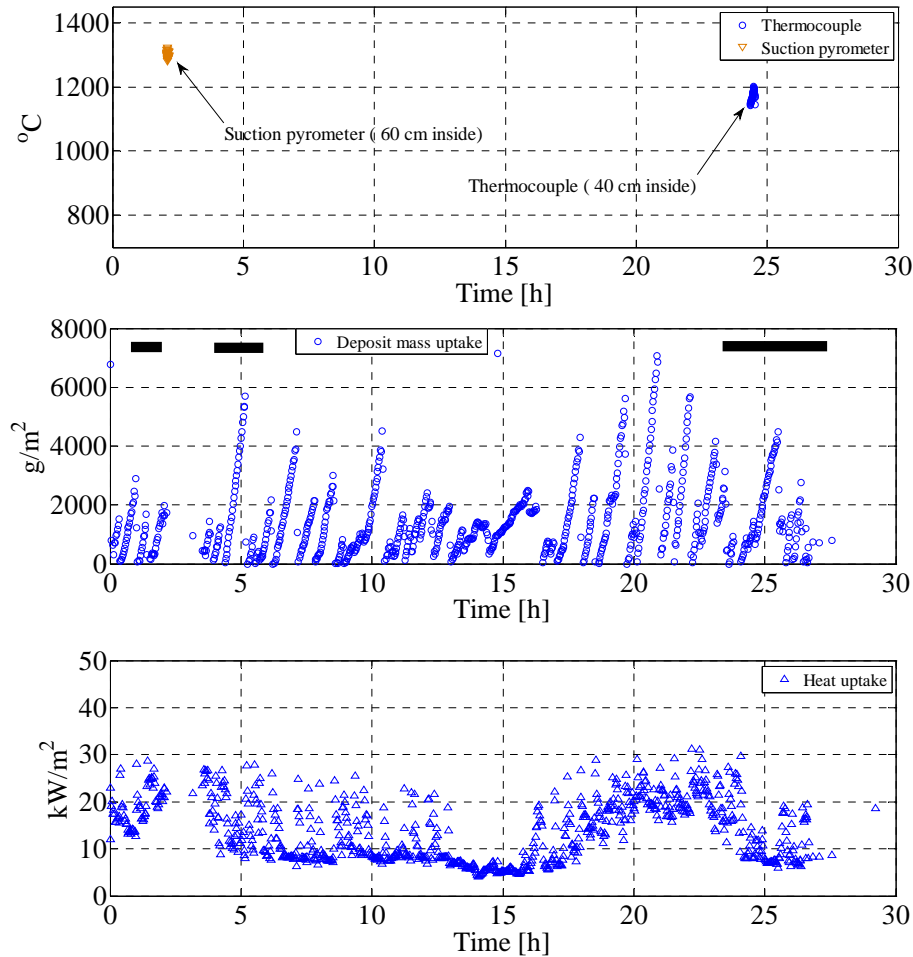 1400
1200
1000
800
°C
Thermocouple
Suction pyrometer
Suction pyrometer ( 60 cm inside)
Thermocouple ( 40 cm inside)
0 5 10 15 20 25 30
Time [h]
8000
6000
4000
2000
0
g/m²
Deposit mass uptake
0 5 10 15 20 25 30
Time [h]
50
40
30
20
10
0
kW/m²
Heat uptake
0 5 10 15 20 25 30
Time [h]